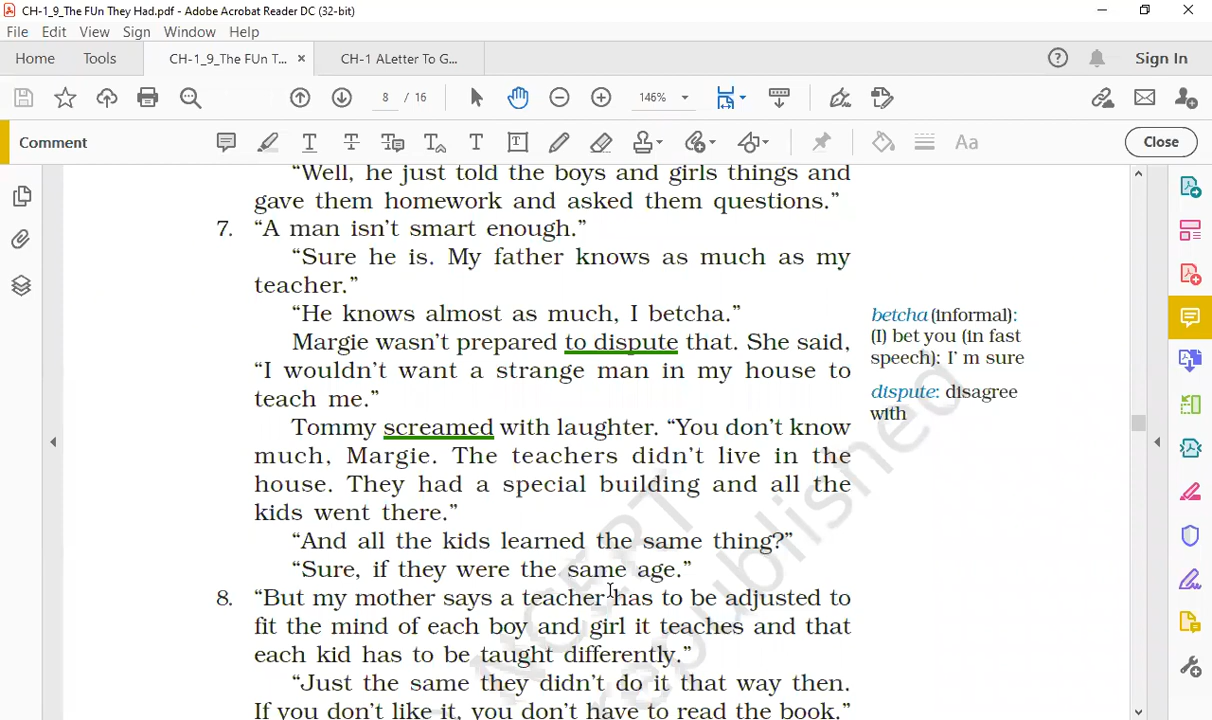 CH-1_9_The FUn They Had.pdf - Adobe Acrobat Reader DC (32-bit)
File Edit View Sign Window Help
Home Tools CH-1_9_The FUn T... × CH-1 ALetter To G... Sign In
8 / 16 146%
Comment Aa Close
“Well, he just told the boys and girls things and
gave them homework and asked them questions.”
7. “A man isn’t smart enough.”
“Sure he is. My father knows as much as my
teacher.”
“He knows almost as much, I betcha.”
Margie wasn’t prepared to dispute that. She said,
“I wouldn’t want a strange man in my house to
teach me.”
Tommy screamed with laughter. “You don’t know
much, Margie. The teachers didn’t live in the
house. They had a special building and all the
kids went there.”
“And all the kids learned the same thing?”
“Sure, if they were the same age.”
8. “But my mother says a teacher has to be adjusted to
fit the mind of each boy and girl it teaches and that
each kid has to be taught differently.”
“Just the same they didn’t do it that way then.
If you don’t like it, you don’t have to read the book.”
betcha (informal):
(I) bet you (in fast
speech): I’ m sure
dispute: disagree
with
NCERT
republished